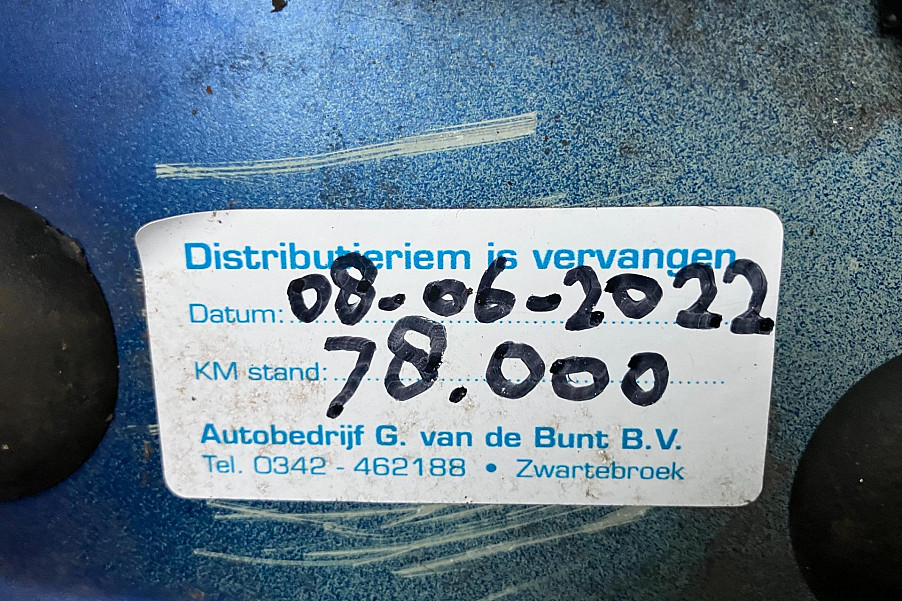 Distributieriem is vervangen
Datum: 08-06-2022
KM stand: 78.000
Autobedrijf G. van de Bunt B.V.
Tel. 0342 - 462188 • Zwartebroek